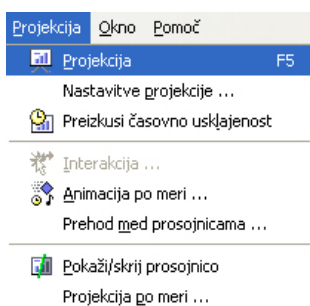 Projekcija Okno Pomoč
Projekcija F5
Nastavitve projekcije ...
Preizkusi časovno usklajenost
Interakcija ...
Animacija po meri ...
Prehod med prosojnicama ...
Pokaži/skrij prosojnico
Projekcija po meri ...